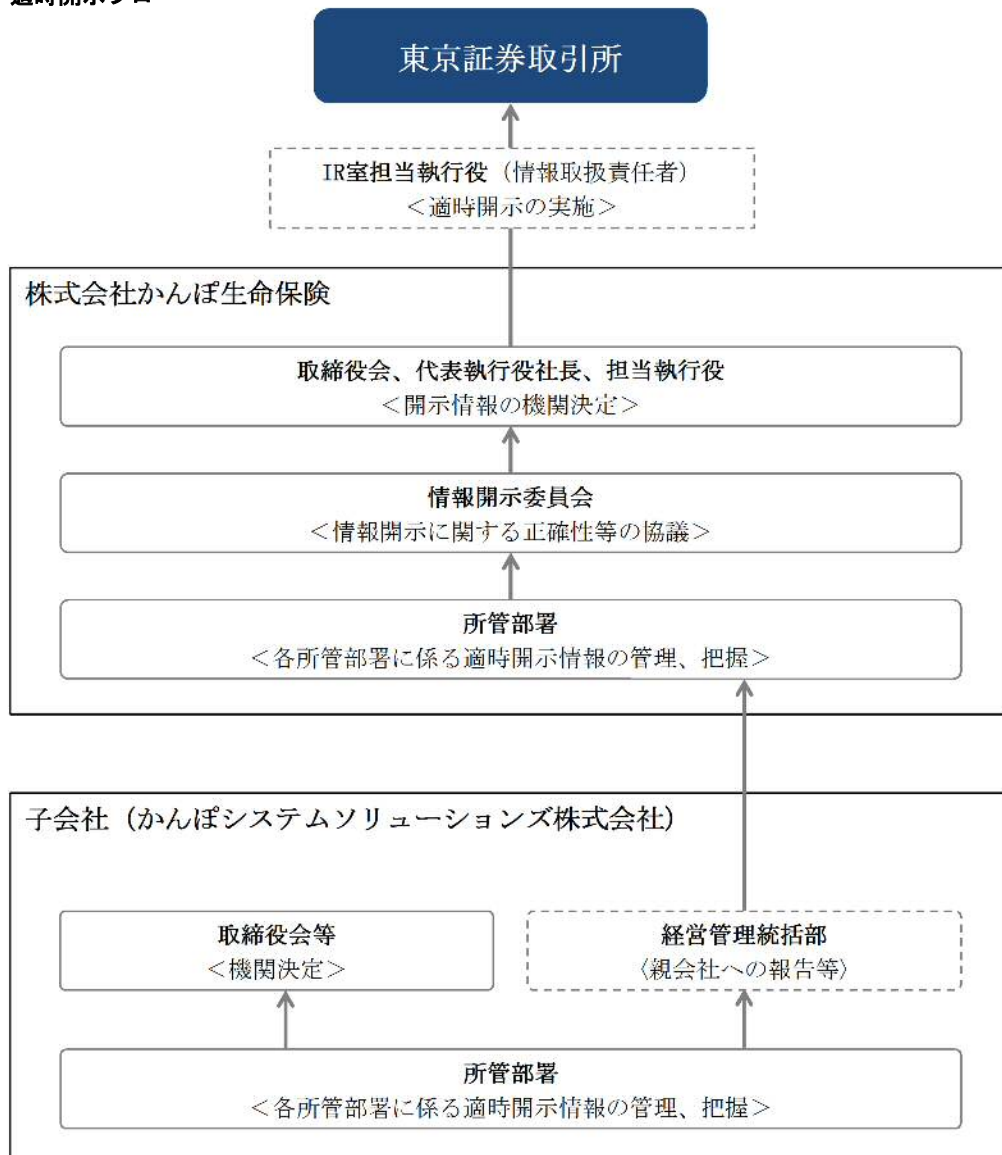 東京証券取引所
IR室担当執行役（情報取扱責任者）
＜適時開示の実施＞
株式会社かんぽ生命保険
取締役会、代表執行役社長、担当執行役
＜開示情報の機関決定＞
情報開示委員会
＜情報開示に関する正確性等の協議＞
所管部署
＜各所管部署に係る適時開示情報の管理、把握＞
子会社（かんぽシステムソリューションズ株式会社）
取締役会等
＜機関決定＞
経営管理統括部
〈親会社への報告等〉
所管部署
＜各所管部署に係る適時開示情報の管理、把握＞